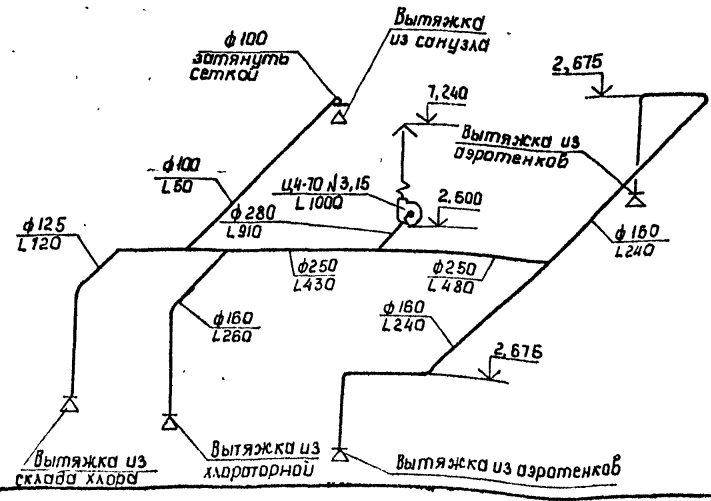 Вытяжка
из санузла
ф100
затянуть
сеткой
2,675
7,240
Вытяжка из
аэротенков
ф100
L60
Ц4-70 N3,15
L1000
2.600
ф280
L910
ф125
L120
ф160
L240
ф250
L430
ф250
L480
ф160
L260
ф160
L240
2,675
Вытяжка из
склада хлора
Вытяжка из
хлораторной
Вытяжка из аэротенков